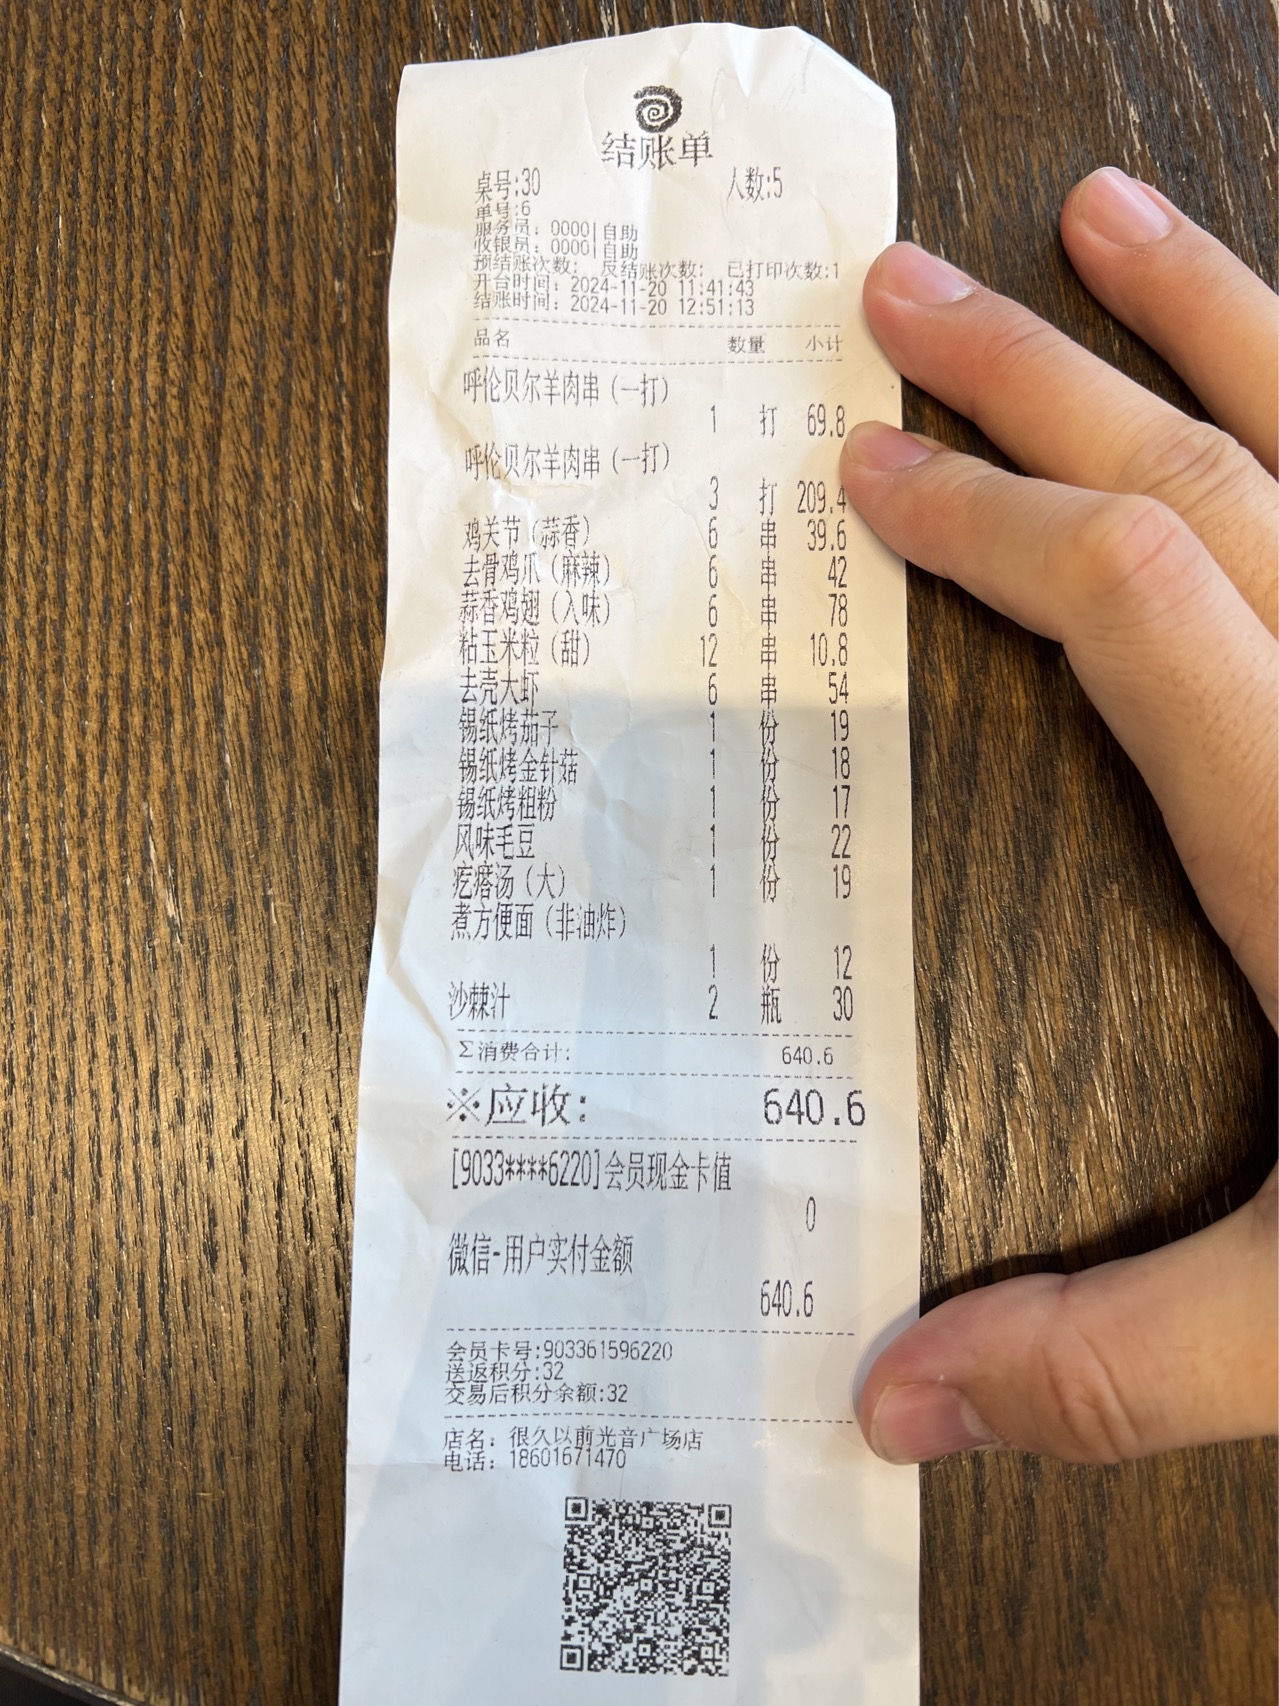 结账单
桌号:30 人数:5
单号:6
服务员: 0000|自助
收银员: 0000|自助
预结账次数: 反结账次数: 已打印次数:1
开台时间: 2024-11-20 11:41:43
结账时间: 2024-11-20 12:51:13
品名 数量 小计
呼伦贝尔羊肉串(一打)
1 打 69.8
呼伦贝尔羊肉串(一打)
3 打 209.4
鸡关节(蒜香) 6 串 39.6
去骨鸡爪(麻辣) 6 串 42
蒜香鸡翅(入味) 6 串 78
粘玉米粒(甜) 12 串 10.8
去壳大虾 6 串 54
锡纸烤茄子 1 份 19
锡纸烤金针菇 1 份 18
锡纸烤粗粉 1 份 17
风味毛豆 1 份 22
疙瘩汤(大) 1 份 19
煮方便面(非油炸)
1 份 12
沙棘汁 2 瓶 30
Σ消费合计: 640.6
※应收: 640.6
[9033****6220]会员现金卡值
0
微信-用户实付金额
640.6
会员卡号:903361596220
送返积分:32
交易后积分余额:32
店名: 很久以前光音广场店
电话: 18601671470